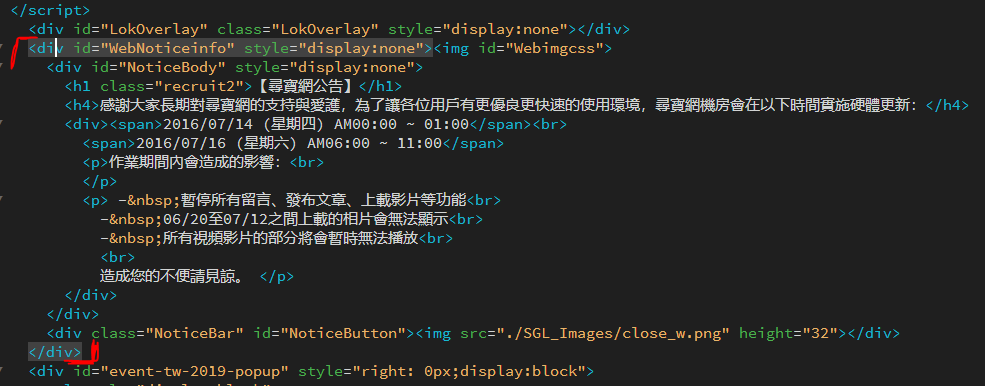 </script>
<div id="LokOverlay" class="LokOverlay" style="display:none"></div>
<div id="WebNoticeinfo" style="display:none"><img id="Webimgcss">
<div id="NoticeBody" style="display:none">
<h1 class="recruit2">【尋寶網公告】</h1>
<h4>感謝大家長期對尋寶網的支持與愛護，為了讓各位用戶有更優良更快速的使用環境，尋寶網機房會在以下時間實施硬體更新：</h4>
<div><span>2016/07/14 (星期四) AM00:00 ~ 01:00</span><br>
<span>2016/07/16 (星期六) AM06:00 ~ 11:00</span>
<p>作業期間內會造成的影響：<br>
</p>
<p> -&nbsp;暫停所有留言、發布文章、上載影片等功能<br>
-&nbsp;06/20至07/12之間上載的相片會無法顯示<br>
-&nbsp;所有視頻影片的部分將會暫時無法播放<br>
<br>
造成您的不便請見諒。 </p>
</div>
</div>
<div class="NoticeBar" id="NoticeButton"><img src="./SGL_Images/close_w.png" height="32"></div>
</div>
<div id="event-tw-2019-popup" style="right: 0px;display:block">